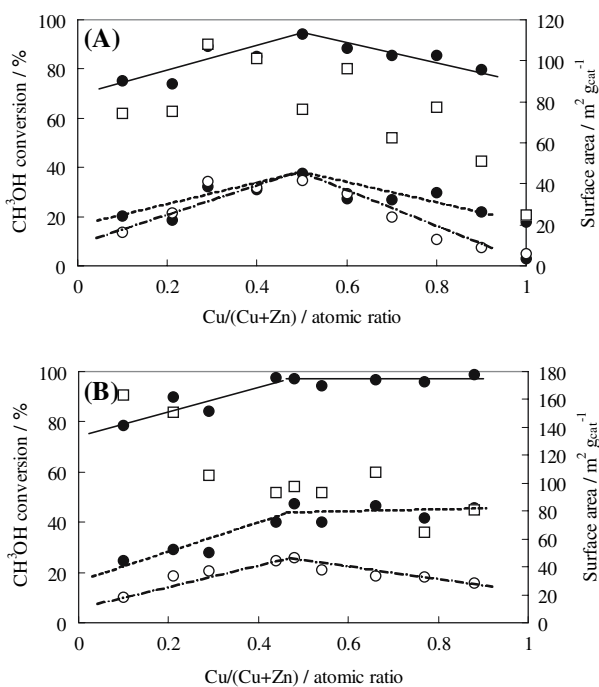 (A)
CH³OH conversion / %
100
80
60
40
20
0
120
100
80
60
40
20
0
Surface area / m² g_cat⁻¹
0 0.2 0.4 0.6 0.8 1
Cu/(Cu+Zn) / atomic ratio
(B)
CH³OH conversion / %
100
80
60
40
20
0
180
160
140
120
100
80
60
40
20
0
Surface area / m² g_cat⁻¹
0 0.2 0.4 0.6 0.8 1
Cu/(Cu+Zn) / atomic ratio